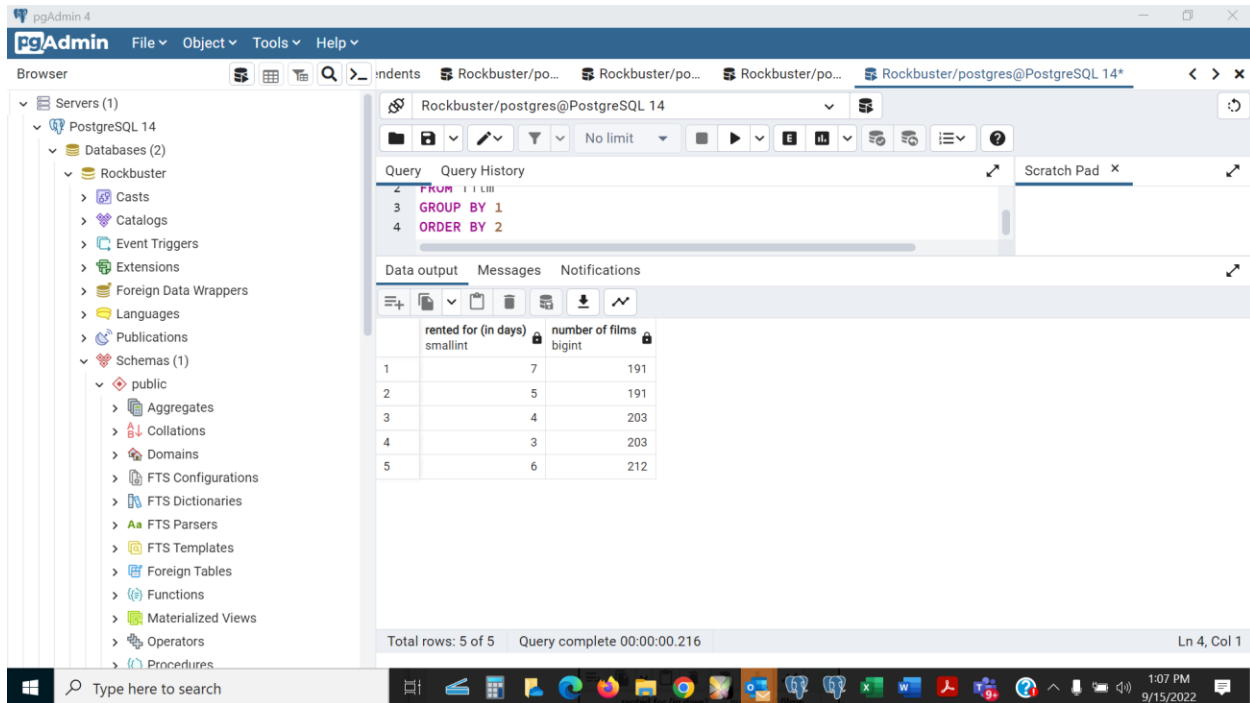 pgAdmin 4
pgAdmin File Object Tools Help
Browser
endents Rockbuster/po... Rockbuster/po... Rockbuster/po... Rockbuster/postgres@PostgreSQL 14*
Servers (1)
PostgreSQL 14
Databases (2)
Rockbuster
Casts
Catalogs
Event Triggers
Extensions
Foreign Data Wrappers
Languages
Publications
Schemas (1)
public
Aggregates
Collations
Domains
FTS Configurations
FTS Dictionaries
Aa FTS Parsers
FTS Templates
Foreign Tables
Functions
Materialized Views
Operators
Procedures
Rockbuster/postgres@PostgreSQL 14
No limit
Query Query History
Scratch Pad
2 FROM film
3 GROUP BY 1
4 ORDER BY 2
Data output Messages Notifications
rented for (in days) number of films
smallint bigint
1 7 191
2 5 191
3 4 203
4 3 203
5 6 212
Total rows: 5 of 5 Query complete 00:00:00.216 Ln 4, Col 1
Type here to search
1:07 PM
9/15/2022